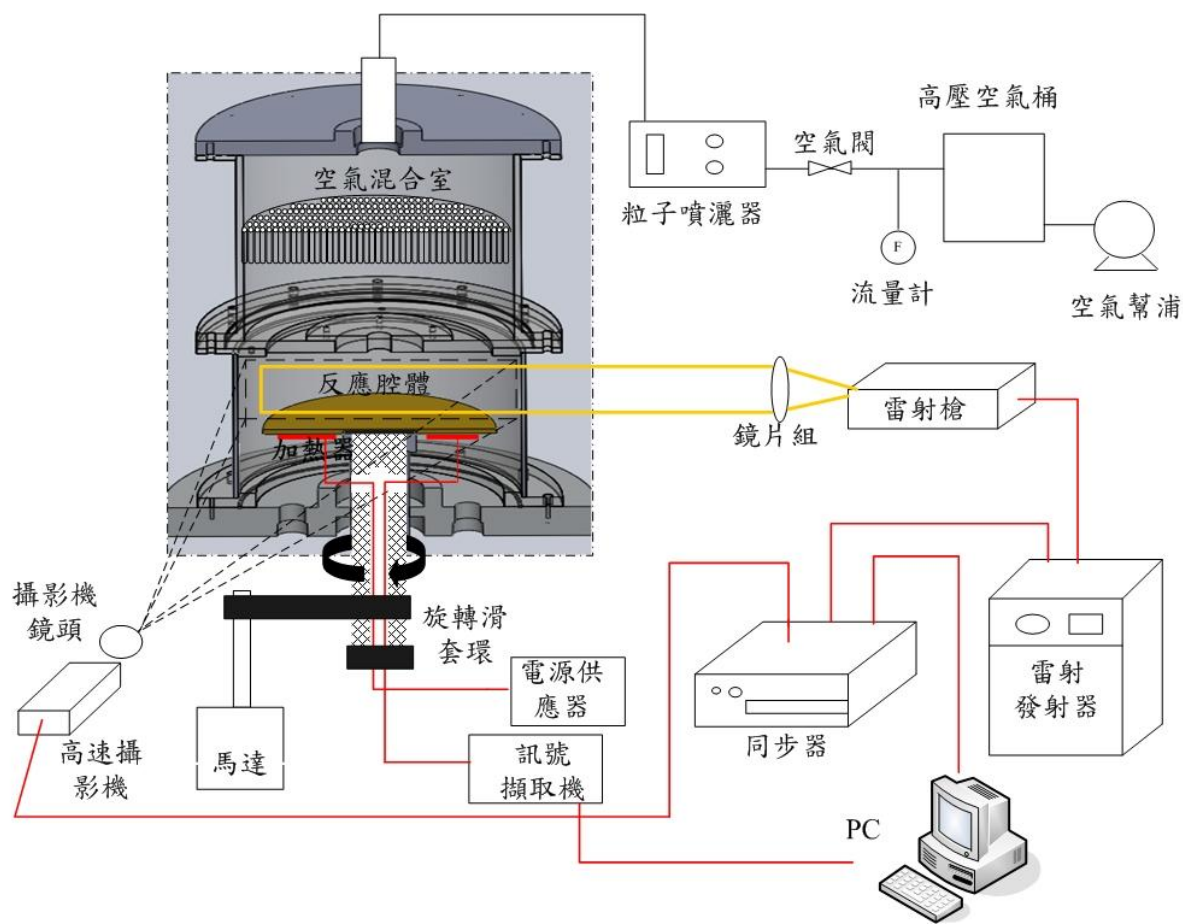 高壓空氣桶
空氣閥
空氣混合室
粒子噴灑器
F
流量計
空氣幫浦
反應腔體
雷射槍
鏡片組
加熱器
攝影機
鏡頭
旋轉滑
套環
電源供
應器
雷射
發射器
同步器
馬達
高速攝
影機
訊號
擷取機
PC